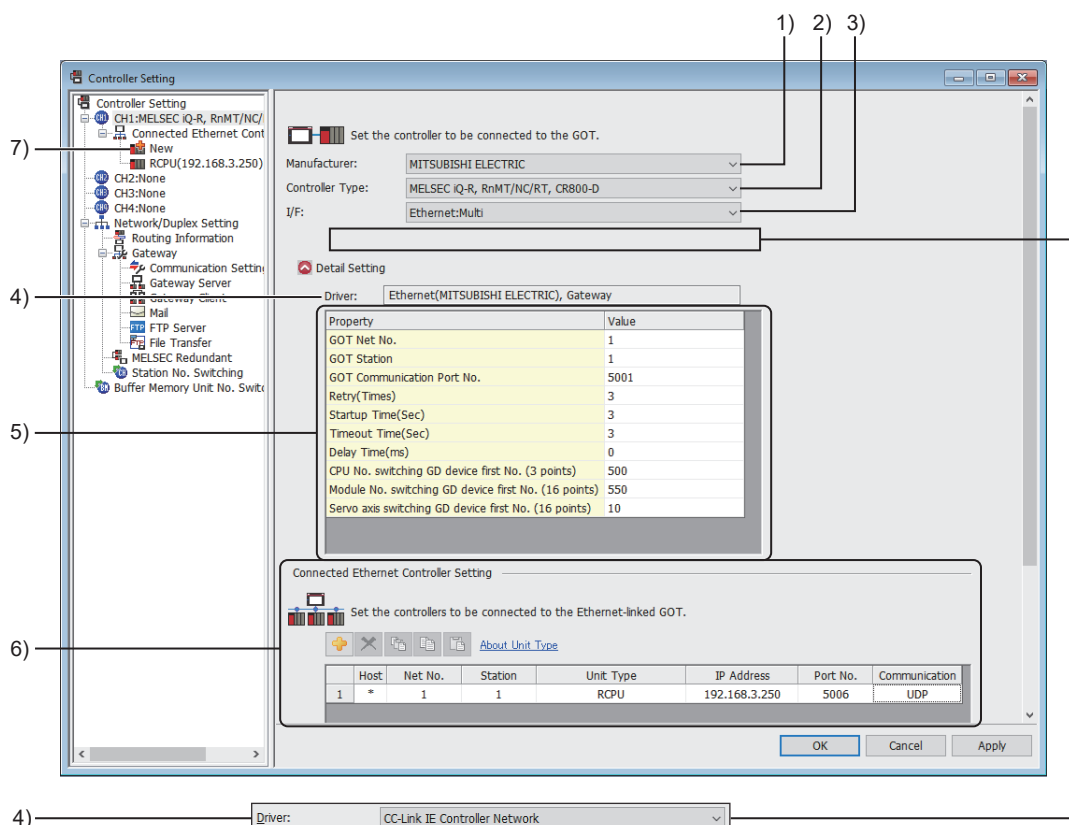 1) 2) 3)
Controller Setting
Controller Setting
CH1:MELSEC iQ-R, RnMT/NC/
Connected Ethernet Cont
7)
New
RCPU(192.168.3.250)
CH2:None
CH3:None
CH4:None
Network/Duplex Setting
Routing Information
Gateway
Communication Setting
Gateway Server
Gateway Client
Mail
FTP Server
File Transfer
MELSEC Redundant
Station No. Switching
Buffer Memory Unit No. Switc
Set the controller to be connected to the GOT.
Manufacturer: MITSUBISHI ELECTRIC
Controller Type: MELSEC iQ-R, RnMT/NC/RT, CR800-D
I/F: Ethernet:Multi
Detail Setting
4)
Driver: Ethernet(MITSUBISHI ELECTRIC), Gateway
5)
Property Value
GOT Net No. 1
GOT Station 1
GOT Communication Port No. 5001
Retry(Times) 3
Startup Time(Sec) 3
Timeout Time(Sec) 3
Delay Time(ms) 0
CPU No. switching GD device first No. (3 points) 500
Module No. switching GD device first No. (16 points) 550
Servo axis switching GD device first No. (16 points) 10
Connected Ethernet Controller Setting
Set the controllers to be connected to the Ethernet-linked GOT.
6)
About Unit Type
Host Net No. Station Unit Type IP Address Port No. Communication
1 * 1 1 RCPU 192.168.3.250 5006 UDP
OK Cancel Apply
4)
Driver: CC-Link IE Controller Network